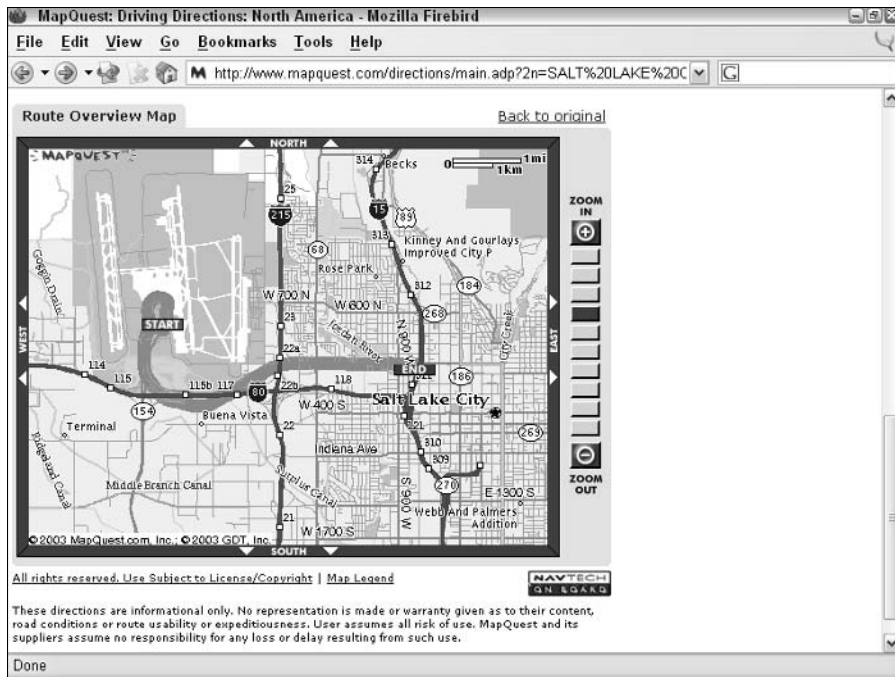 MapQuest: Driving Directions: North America - Mozilla Firebird
File Edit View Go Bookmarks Tools Help
http://www.mapquest.com/directions/main.adp?2n=SALT%20LAKE%20C
G
Route Overview Map
Back to original
NORTH
MAPQUEST
314
Becks
0
1mi
1km
ZOOM
IN
25
215
15
89
313
Kinney And Gourlays
Improved City P
68
Rose Park
184
W 700 N
312
W 600 N
268
START
23
Jordan River
N 900 W
City Creek
Goggin Drain
WEST
EAST
22a
END
114
115
115b
117
80
22b
118
186
154
W 400 S
Salt Lake City
Buena Vista
Terminal
22
121
269
310
Indiana Ave
309
Ridgeland Canal
Middle Branch Canal
Surplus Canal
270
E 1300 S
S 900 W
Webb And Palmers
Addition
21
W 1700 S
© 2003 MapQuest.com, Inc.; © 2003 GDT, Inc.
SOUTH
ZOOM
OUT
All rights reserved. Use Subject to License/Copyright | Map Legend
NAVTECH
ON BOARD
These directions are informational only. No representation is made or warranty given as to their content,
road conditions or route usability or expeditiousness. User assumes all risk of use. MapQuest and its
suppliers assume no responsibility for any loss or delay resulting from such use.
Done